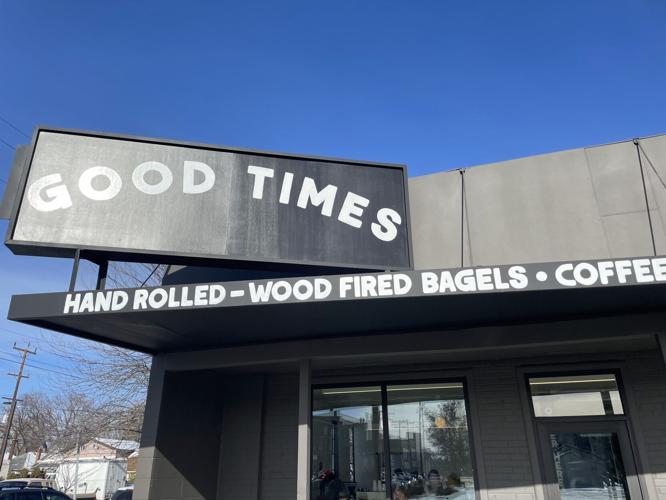 GOOD TIMES
HAND ROLLED – WOOD FIRED BAGELS • COFFEE